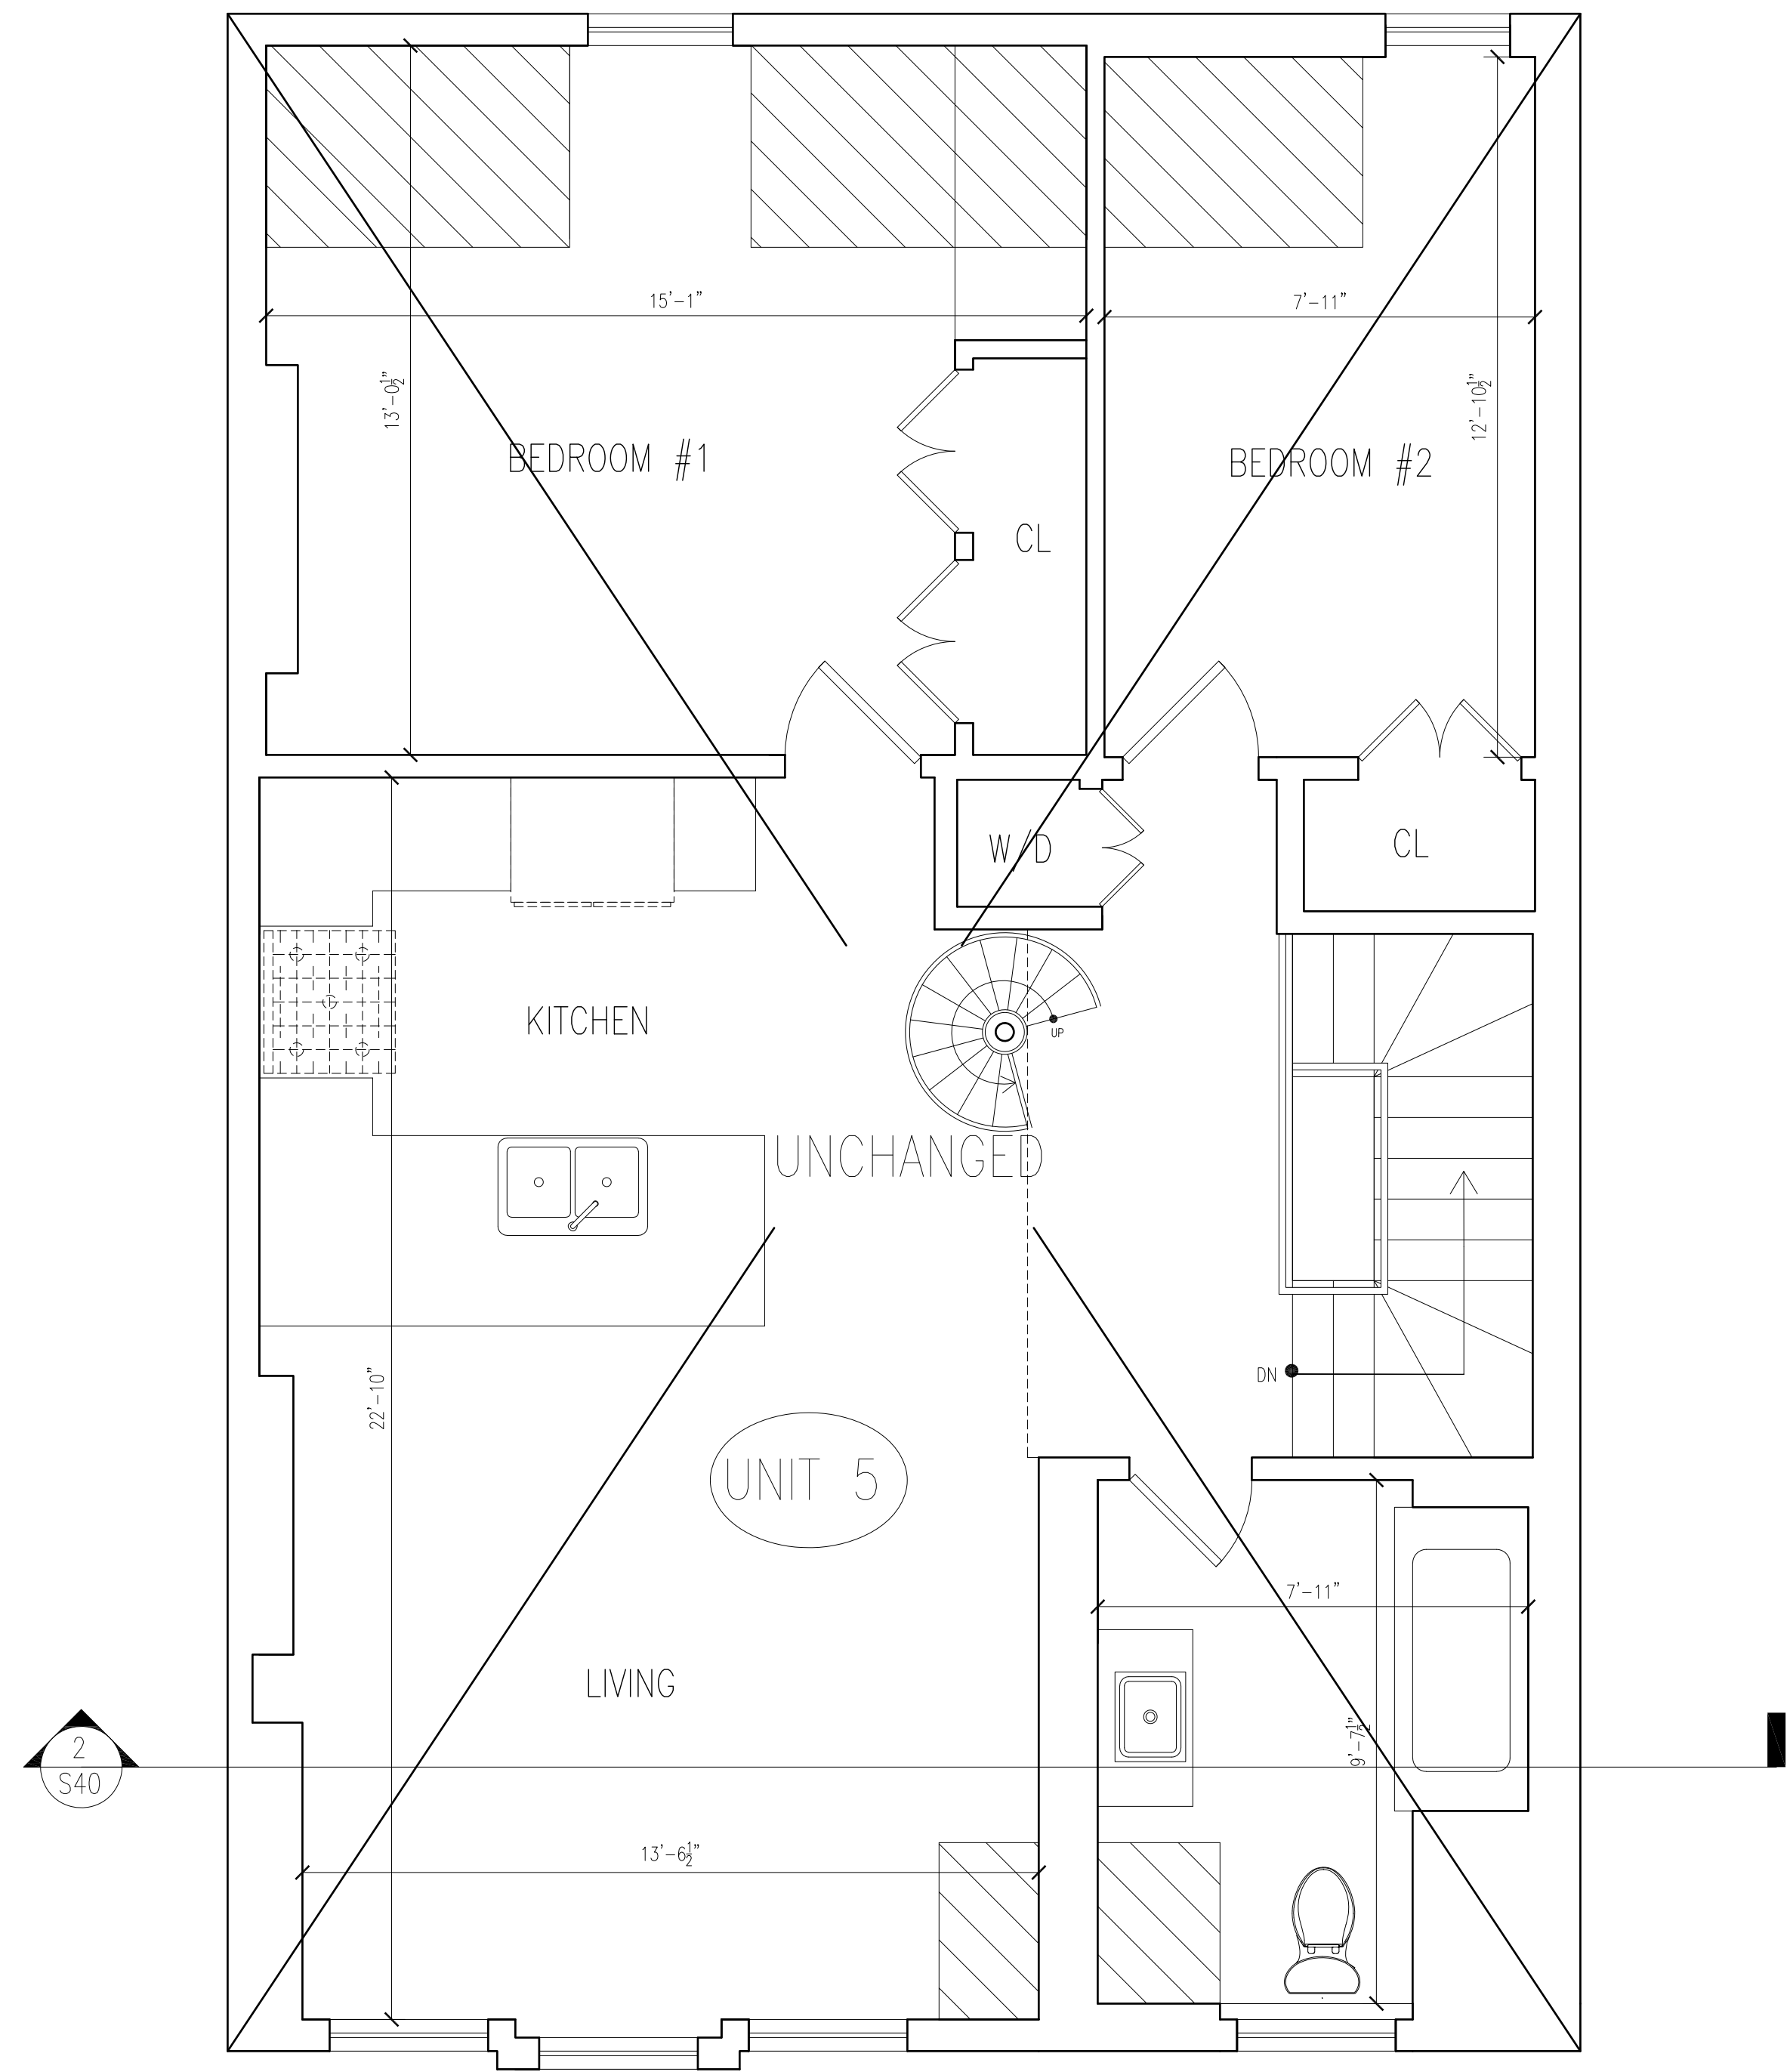 15'-1"
7'-11"
13'-0½"
12'-10½"
BEDROOM #1
BEDROOM #2
CL
W/D
CL
KITCHEN
UP
UNCHANGED
DN
22'-10"
UNIT 5
7'-11"
LIVING
9'-7½"
2
S40
13'-6½"